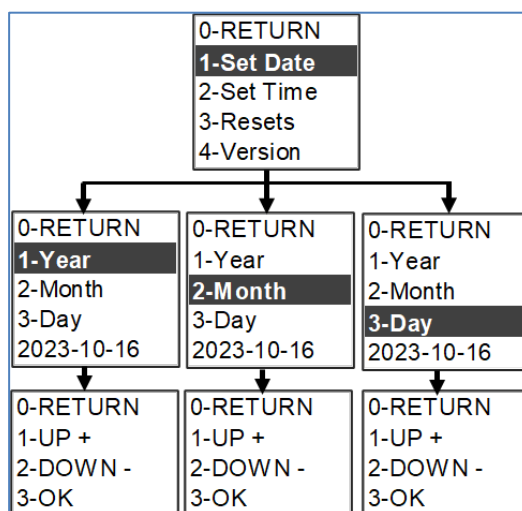 0-RETURN
1-Set Date
2-Set Time
3-Resets
4-Version
0-RETURN
1-Year
2-Month
3-Day
2023-10-16
0-RETURN
1-Year
2-Month
3-Day
2023-10-16
0-RETURN
1-Year
2-Month
3-Day
2023-10-16
0-RETURN
1-UP +
2-DOWN -
3-OK
0-RETURN
1-UP +
2-DOWN -
3-OK
0-RETURN
1-UP +
2-DOWN -
3-OK